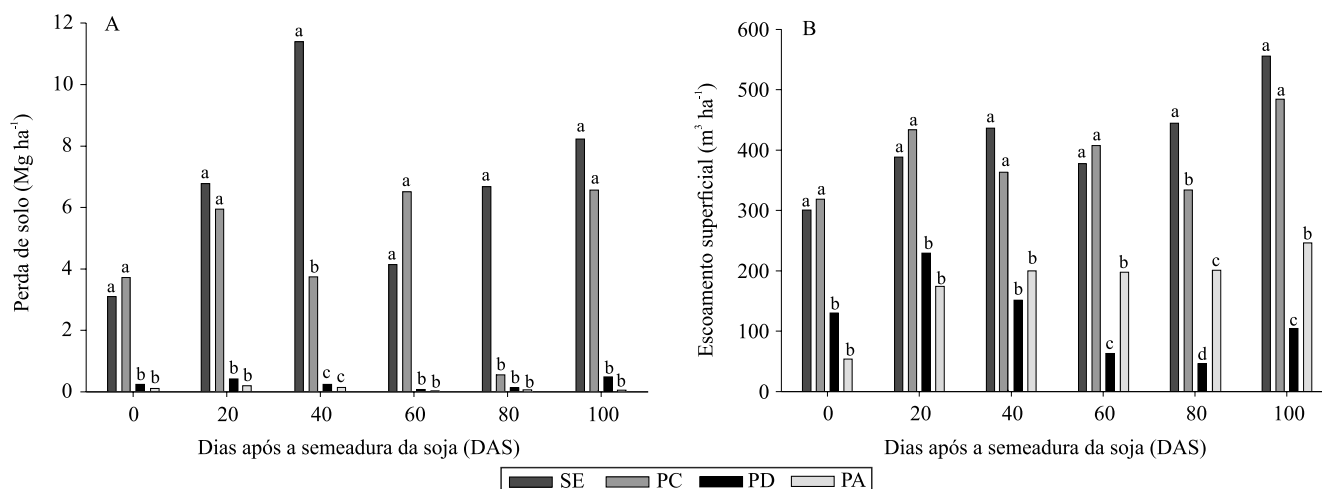 A
Perda de solo (Mg ha⁻¹)
12
10
8
6
4
2
0
a a b b
a a b b
a b c c
a a b b
a b b b
a a b b
0 20 40 60 80 100
Dias após a semeadura da soja (DAS)
B
Escoamento superficial (m³ ha⁻¹)
600
500
400
300
200
100
0
a a b b
a a b b
a a b b
a a c b
a b d c
a a c b
0 20 40 60 80 100
Dias após a semeadura da soja (DAS)
SE PC PD PA